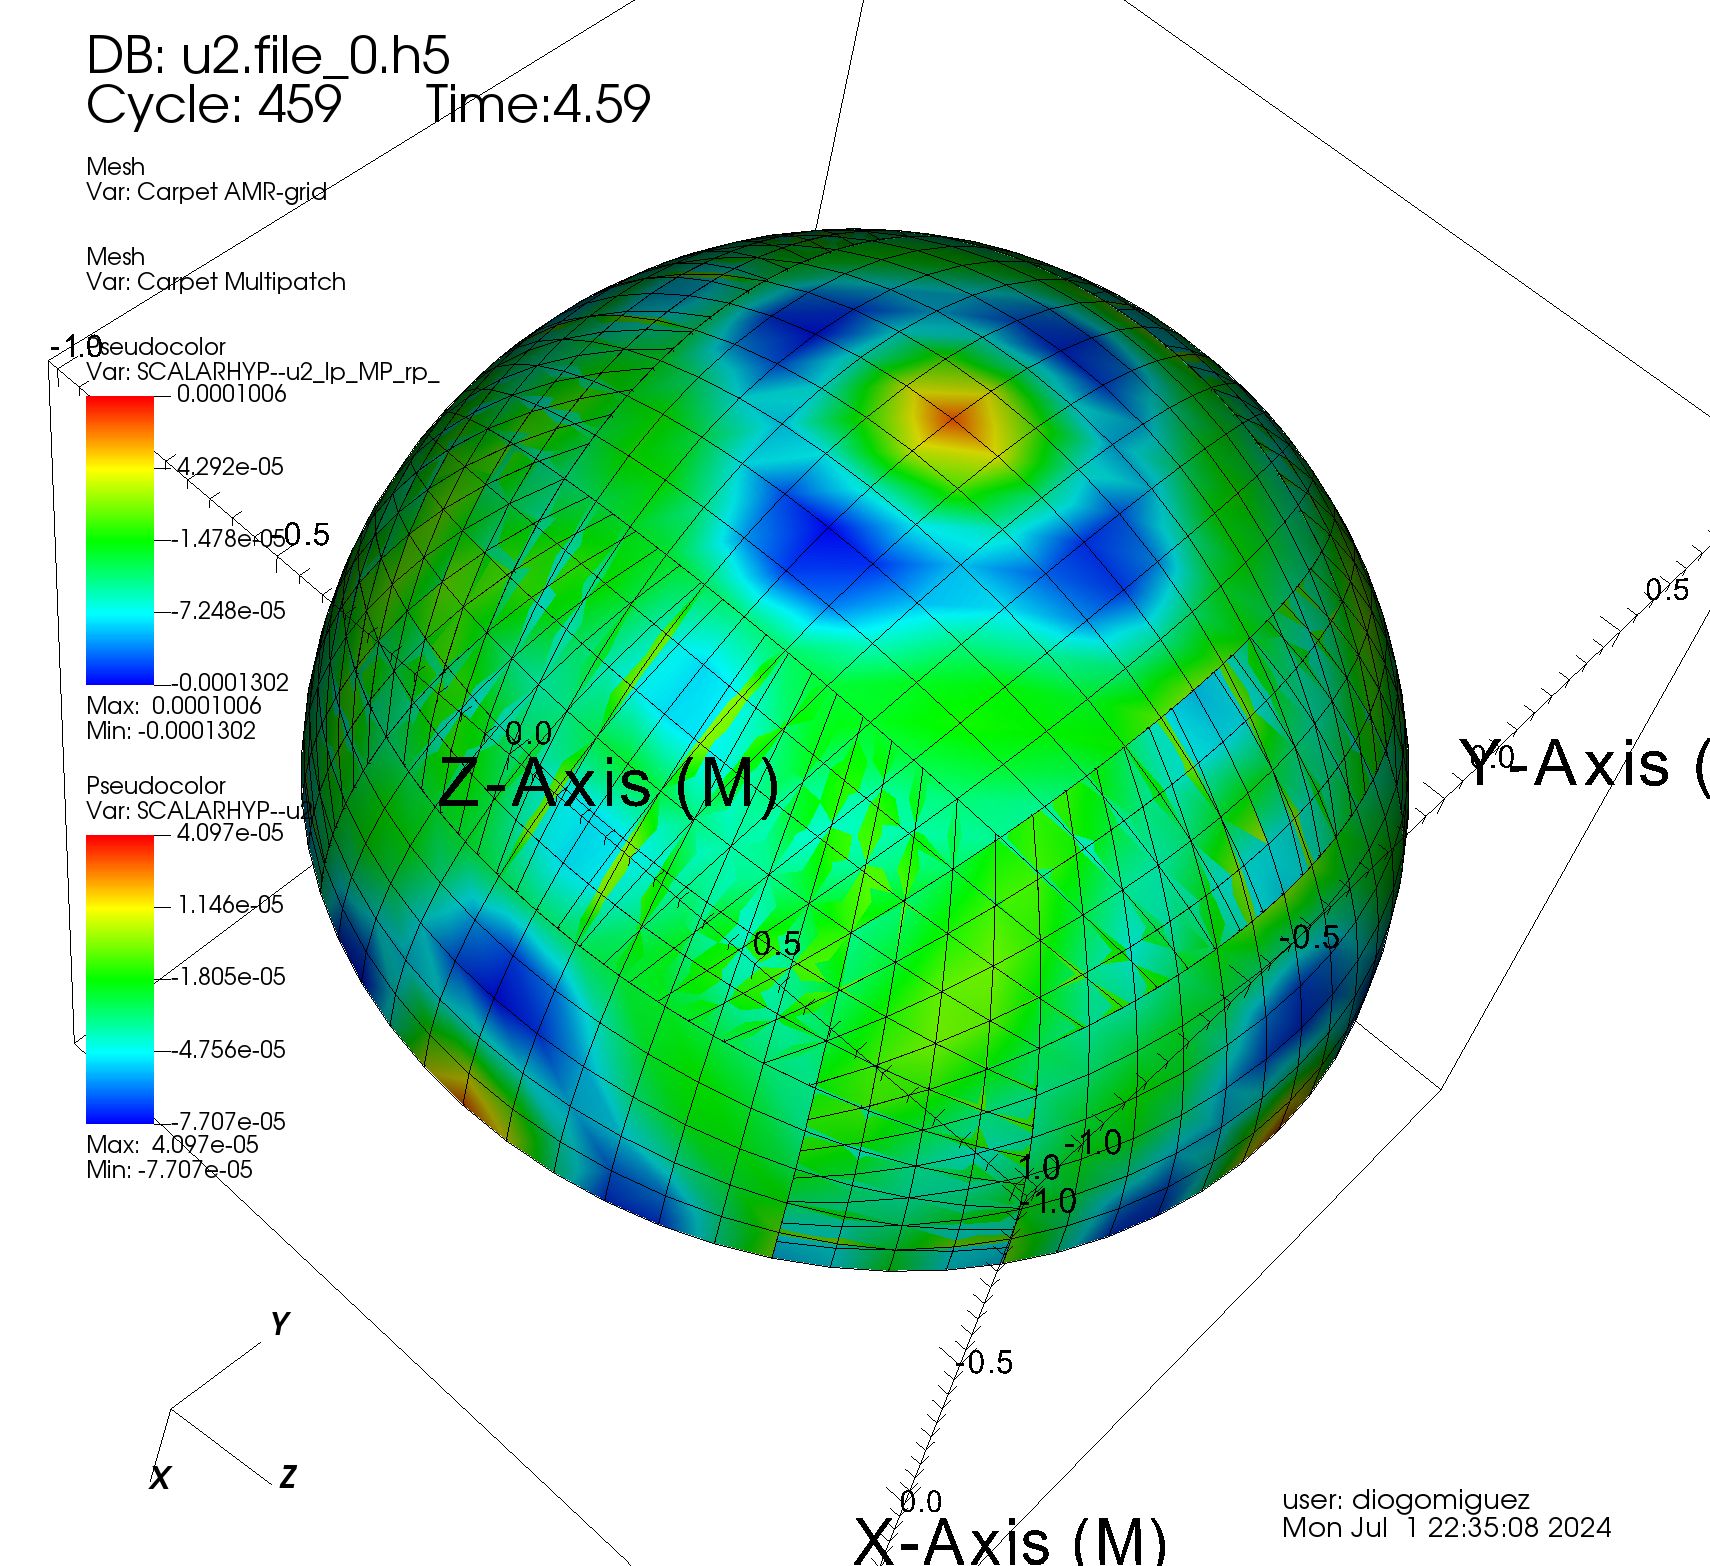 DB: u2.file_0.h5
Cycle: 459 Time:4.59
Mesh
Var: Carpet AMR-grid
Mesh
Var: Carpet Multipatch
-1.0
Pseudocolor
Var: SCALARHYP--u2_lp_MP_rp_
0.0001006
4.292e-05
-1.478e-05
-0.5
-7.248e-05
-0.0001302
Max: 0.0001006
Min: -0.0001302
0.5
0.0
Z-Axis (M)
0.0
Y-Axis (
Pseudocolor
Var: SCALARHYP--u2
4.097e-05
1.146e-05
-1.805e-05
-4.756e-05
-7.707e-05
Max: 4.097e-05
Min: -7.707e-05
0.5
-0.5
-1.0
1.0
-1.0
-0.5
0.0
X-Axis (M)
Y
X
Z
user: diogomiguez
Mon Jul 1 22:35:08 2024